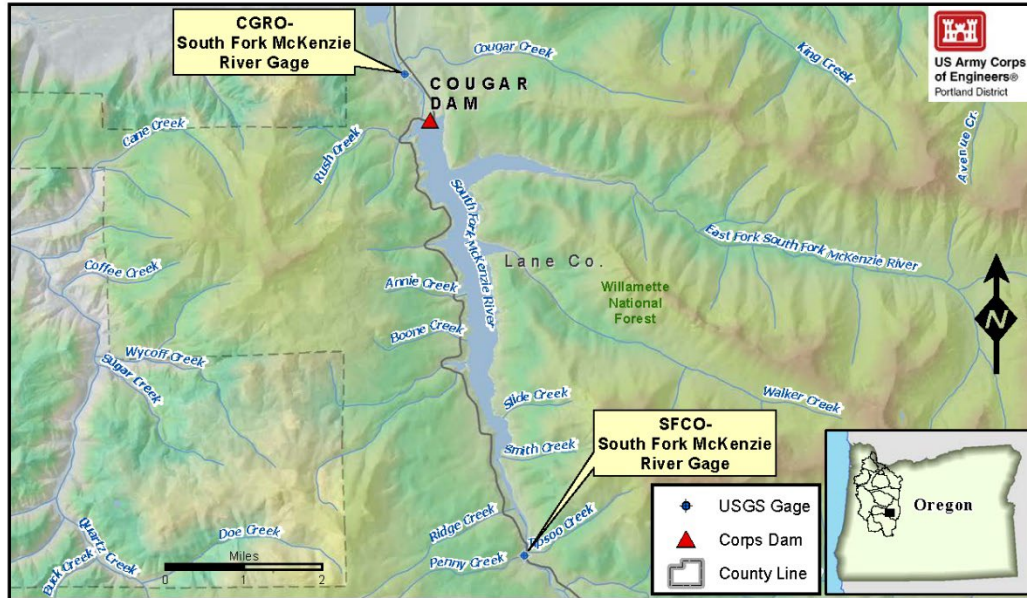 CGRO-
South Fork McKenzie
River Gage
Cougar Creek
King Creek
US Army Corps
of Engineers®
Portland District
COUGAR
DAM
Cane Creek
Rush Creek
Avenue Cr.
South Fork McKenzie River
East Fork South Fork McKenzie River
Coffee Creek
Lane Co.
Annie Creek
Willamette
National
Forest
N
Boone Creek
Wycoff Creek
Sugar Creek
Slide Creek
Walker Creek
SFCO-
South Fork McKenzie
River Gage
Smith Creek
Oregon
USGS Gage
Corps Dam
County Line
Ridge Creek
Tipsoo Creek
Doe Creek
Quartz Creek
Buck Creek
Penny Creek
Miles
0 1 2